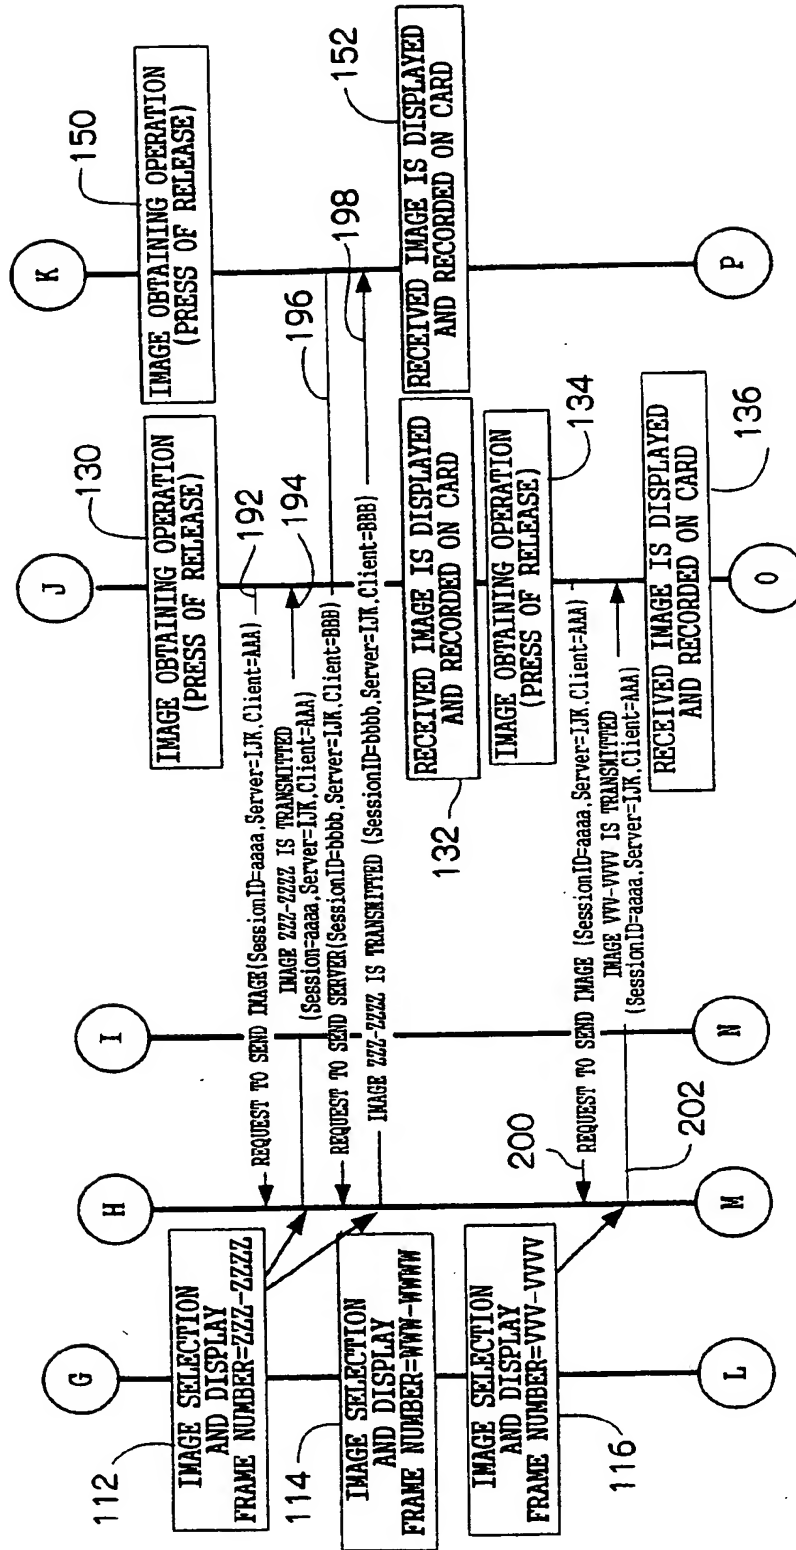 G
H
I
J
K
112
IMAGE SELECTION
AND DISPLAY
FRAME NUMBER=ZZZ-ZZZZ
130
IMAGE OBTAINING OPERATION
(PRESS OF RELEASE)
150
IMAGE OBTAINING OPERATION
(PRESS OF RELEASE)
REQUEST TO SEND IMAGE(SessionID=aaaa,Server=IJK,Client=AAA)
192
IMAGE ZZZ-ZZZZ IS TRANSMITTED
(Session=aaaa,Server=IJK,Client=AAA)
194
REQUEST TO SEND SERVER(SessionID=bbbb,Server=IJK,Client=BBB)
196
IMAGE ZZZ-ZZZZ IS TRANSMITTED (SessionID=bbbb,Server=IJK,Client=BBB)
198
114
IMAGE SELECTION
AND DISPLAY
FRAME NUMBER=WWW-WWWW
132
RECEIVED IMAGE IS DISPLAYED
AND RECORDED ON CARD
152
RECEIVED IMAGE IS DISPLAYED
AND RECORDED ON CARD
134
IMAGE OBTAINING OPERATION
(PRESS OF RELEASE)
116
IMAGE SELECTION
AND DISPLAY
FRAME NUMBER=VVV-VVVV
200
REQUEST TO SEND IMAGE (SessionID=aaaa,Server=IJK,Client=AAA)
IMAGE VVV-VVVV IS TRANSMITTED
(SessionID=aaaa,Server=IJK,Client=AAA)
202
136
RECEIVED IMAGE IS DISPLAYED
AND RECORDED ON CARD
L
M
N
O
P